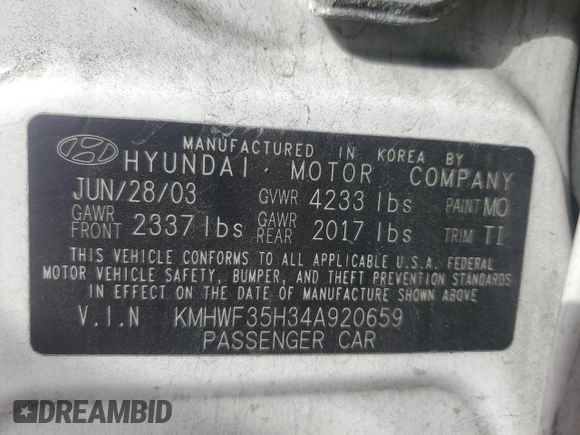 MANUFACTURED IN KOREA BY
HYUNDAI MOTOR COMPANY
JUN/28/03 GVWR 4233 lbs PAINT MO
GAWR FRONT 2337 lbs GAWR REAR 2017 lbs TRIM TI
THIS VEHICLE CONFORMS TO ALL APPLICABLE U.S.A. FEDERAL
MOTOR VEHICLE SAFETY, BUMPER, AND THEFT PREVENTION STANDARDS
IN EFFECT ON THE DATE OF MANUFACTURE SHOWN ABOVE
V.I.N KMHWF35H34A920659
PASSENGER CAR
DREAMBID